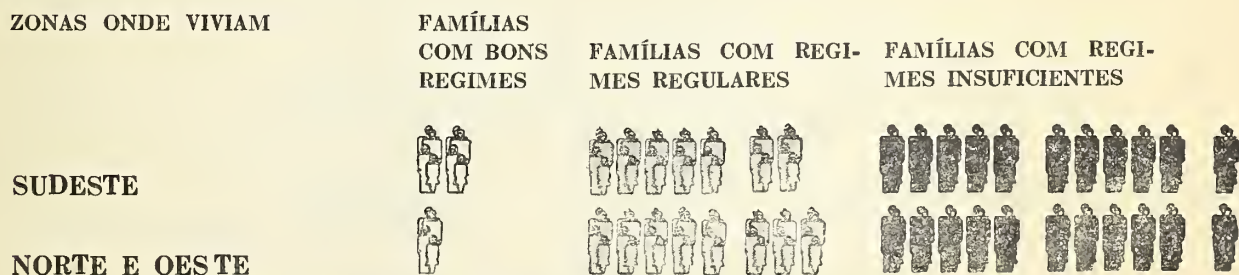 ZONAS ONDE VIVIAM
FAMÍLIAS
COM BONS
REGIMES
FAMÍLIAS COM REGI-
MES REGULARES
FAMÍLIAS COM REGI-
MES INSUFICIENTES
SUDESTE
NORTE E OESTE